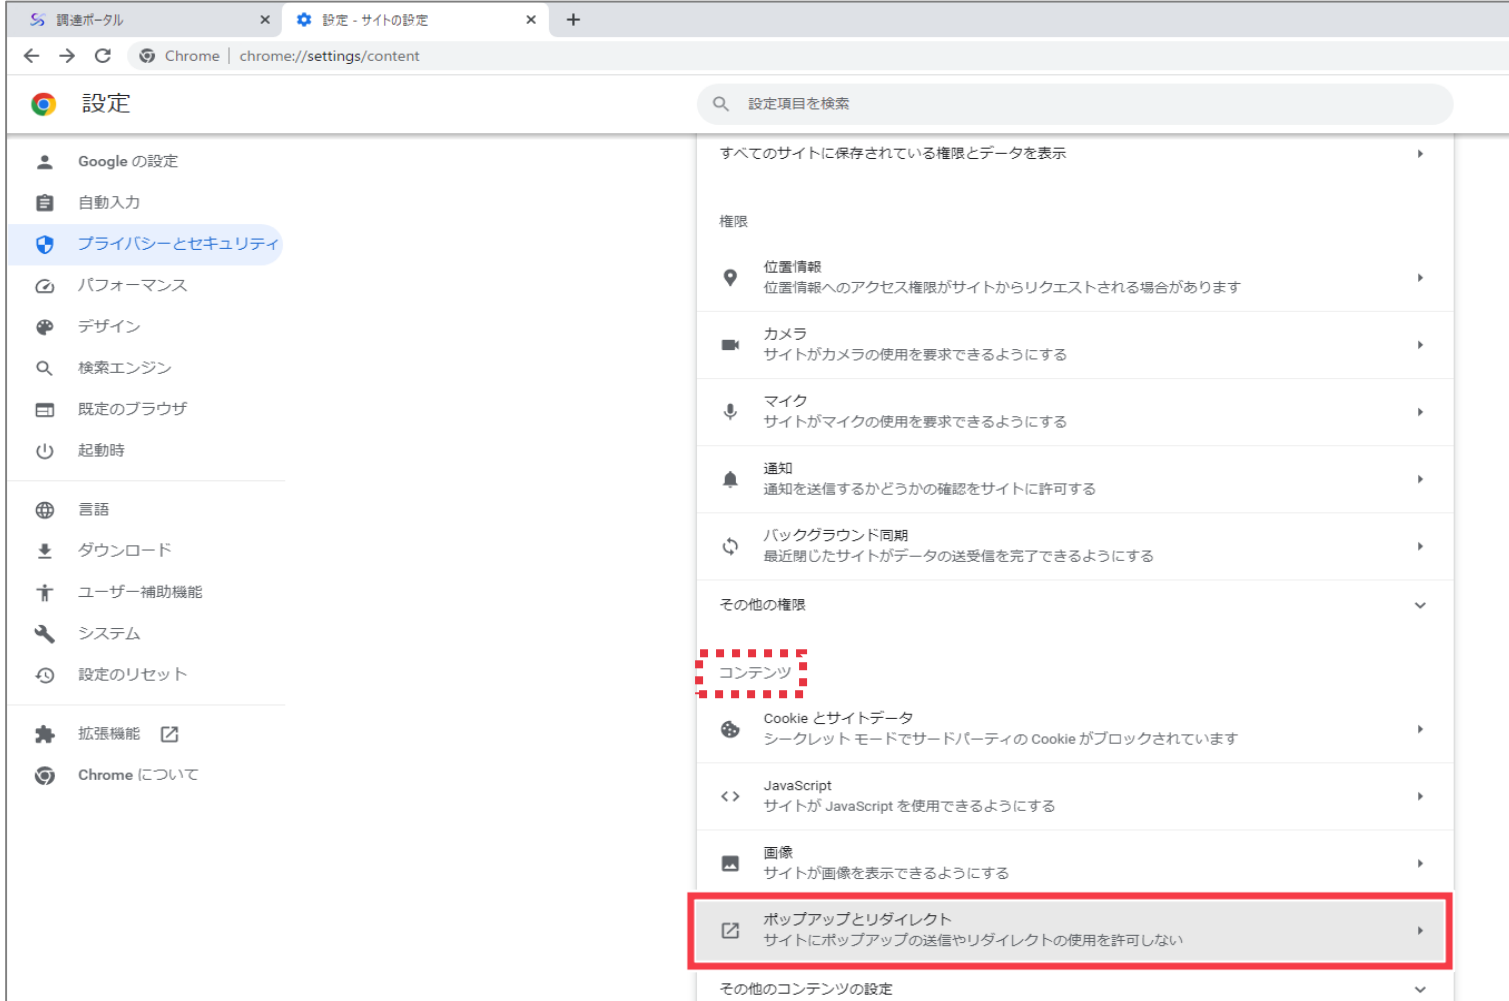 調達ポータル
設定 - サイトの設定
Chrome | chrome://settings/content
設定
設定項目を検索
Google の設定
自動入力
プライバシーとセキュリティ
パフォーマンス
デザイン
検索エンジン
既定のブラウザ
起動時
言語
ダウンロード
ユーザー補助機能
システム
設定のリセット
拡張機能
Chrome について
すべてのサイトに保存されている権限とデータを表示
権限
位置情報
位置情報へのアクセス権限がサイトからリクエストされる場合があります
カメラ
サイトがカメラの使用を要求できるようにする
マイク
サイトがマイクの使用を要求できるようにする
通知
通知を送信するかどうかの確認をサイトに許可する
バックグラウンド同期
最近閉じたサイトがデータの送受信を完了できるようにする
その他の権限
コンテンツ
Cookie とサイトデータ
シークレット モードでサードパーティの Cookie がブロックされています
JavaScript
サイトが JavaScript を使用できるようにする
画像
サイトが画像を表示できるようにする
ポップアップとリダイレクト
サイトにポップアップの送信やリダイレクトの使用を許可しない
その他のコンテンツの設定